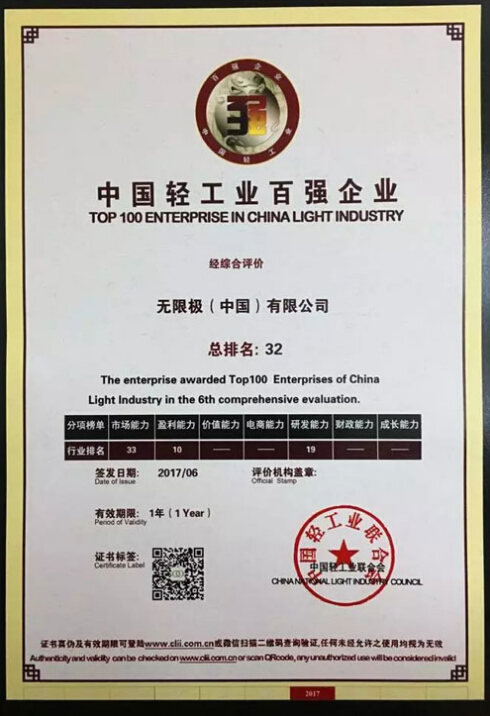 百强企业
中国轻工业百强企业
TOP 100 ENTERPRISE IN CHINA LIGHT INDUSTRY
经综合评价
无限极（中国）有限公司
总排名: 32
The enterprise awarded Top100 Enterprises of China
Light Industry in the 6th comprehensive evaluation.
分项榜单 市场能力 盈利能力 价值能力 电商能力 研发能力 财政能力 成长能力
行业排名 33 10 —— —— 19 —— ——
签发日期: 2017/06 评价机构盖章:
Date of Issue Official Stamp
有效期限: 1年（1 Year）
Period of Validity
证书标签:
Certificate Label
中国轻工业联合会
中国轻工业联合会
CHINA NATIONAL LIGHT INDUSTRY COUNCIL
证书真伪及有效期限可登陆www.clii.com.cn或微信扫描二维码查询验证,任何未经允许之使用均视为无效
Authenticity and validity can be checked on www.clii.com.cn or scan QRcode, any unauthorized use will be considered invalid
2017